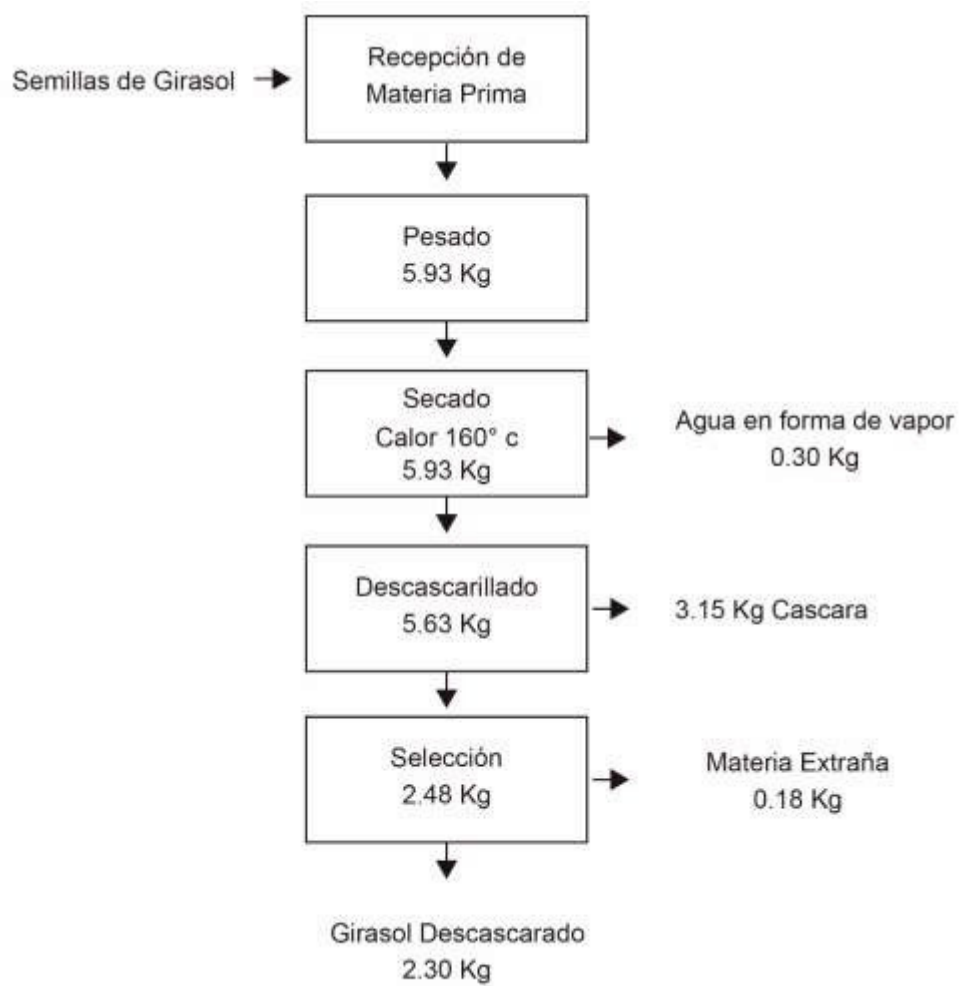 Semillas de Girasol
Recepción de
Materia Prima
Pesado
5.93 Kg
Secado
Calor 160° c
5.93 Kg
Agua en forma de vapor
0.30 Kg
Descascarillado
5.63 Kg
3.15 Kg Cascara
Selección
2.48 Kg
Materia Extraña
0.18 Kg
Girasol Descascarado
2.30 Kg